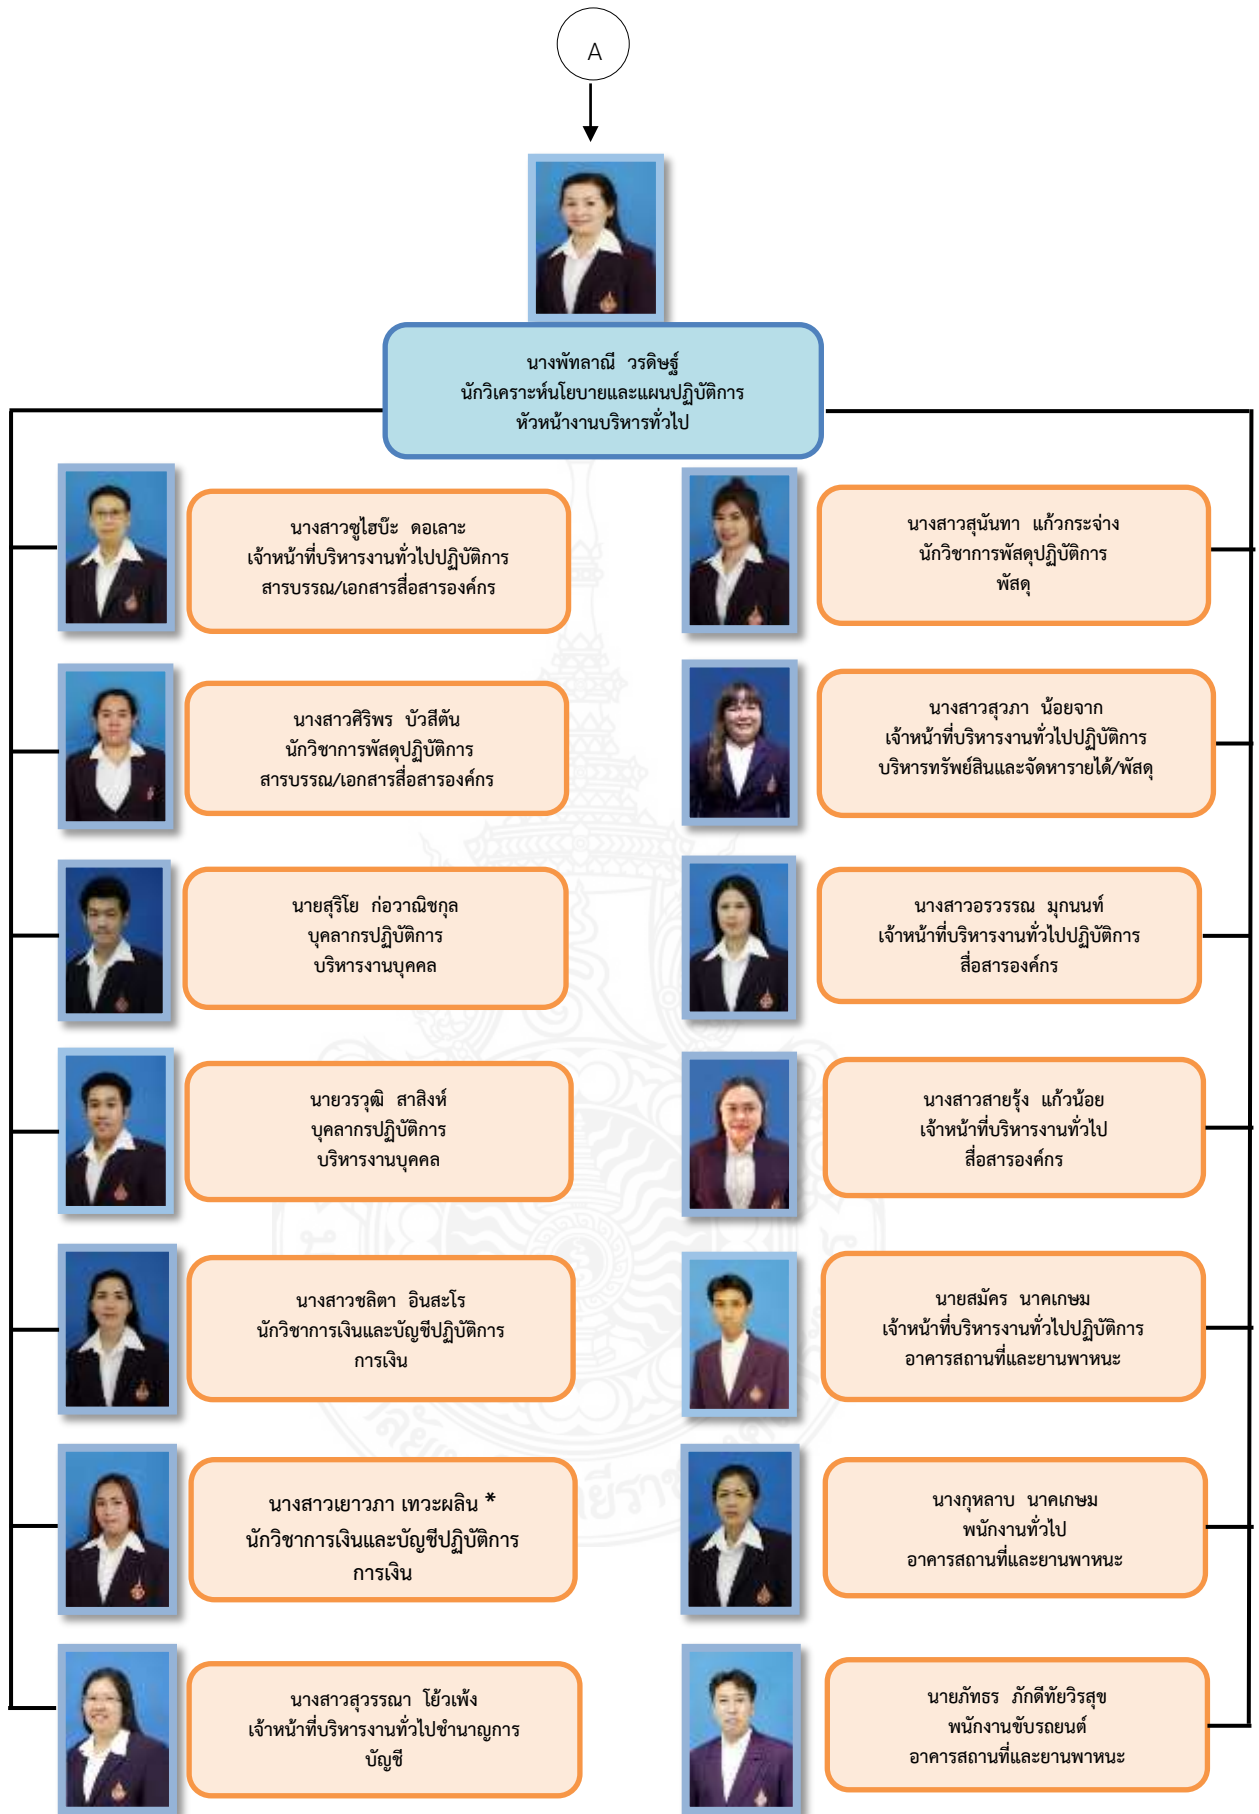 A
นางพัทลาณี วรดิษฐ์
นักวิเคราะห์นโยบายและแผนปฏิบัติการ
หัวหน้างานบริหารทั่วไป
นางสาวซูไฮบ๊ะ ดอเลาะ
เจ้าหน้าที่บริหารงานทั่วไปปฏิบัติการ
สารบรรณ/เอกสารสื่อสารองค์กร
นางสาวศิริพร บัวสีตัน
นักวิชาการพัสดุปฏิบัติการ
สารบรรณ/เอกสารสื่อสารองค์กร
นายสุริโย ก่อวาณิชกุล
บุคลากรปฏิบัติการ
บริหารงานบุคคล
นายวรวุฒิ สาสิงห์
บุคลากรปฏิบัติการ
บริหารงานบุคคล
นางสาวชลิตา อินสะโร
นักวิชาการเงินและบัญชีปฏิบัติการ
การเงิน
นางสาวเยาวภา เทวะผลิน *
นักวิชาการเงินและบัญชีปฏิบัติการ
การเงิน
นางสาวสุวรรณา โย้วเพ้ง
เจ้าหน้าที่บริหารงานทั่วไปชำนาญการ
บัญชี
นางสาวสุนันทา แก้วกระจ่าง
นักวิชาการพัสดุปฏิบัติการ
พัสดุ
นางสาวสุวภา น้อยจาก
เจ้าหน้าที่บริหารงานทั่วไปปฏิบัติการ
บริหารทรัพย์สินและจัดหารายได้/พัสดุ
นางสาวอรวรรณ มุกนนท์
เจ้าหน้าที่บริหารงานทั่วไปปฏิบัติการ
สื่อสารองค์กร
นางสาวสายรุ้ง แก้วน้อย
เจ้าหน้าที่บริหารงานทั่วไป
สื่อสารองค์กร
นายสมัคร นาคเกษม
เจ้าหน้าที่บริหารงานทั่วไปปฏิบัติการ
อาคารสถานที่และยานพาหนะ
นางกุหลาบ นาคเกษม
พนักงานทั่วไป
อาคารสถานที่และยานพาหนะ
นายภัทธร ภักดีทัยวิรสุข
พนักงานขับรถยนต์
อาคารสถานที่และยานพาหนะ